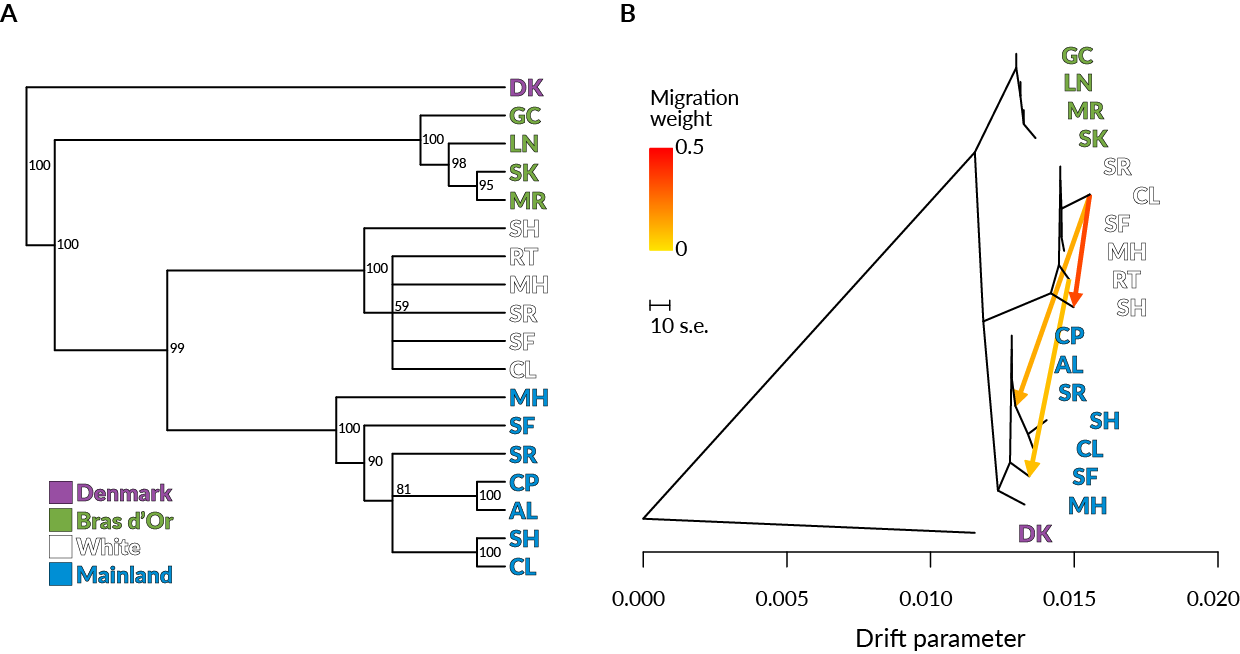 A
DK
GC
LN
SK
MR
SH
RT
MH
SR
SF
CL
MH
SF
SR
CP
AL
SH
CL
100
100
100
98
95
99
100
59
100
90
81
100
100
Denmark
Bras d'Or
White
Mainland
B
Migration
weight
0.5
0
10 s.e.
GC
LN
MR
SK
SR
CL
SF
MH
RT
SH
CP
AL
SR
SH
CL
SF
MH
DK
0.000 0.005 0.010 0.015 0.020
Drift parameter